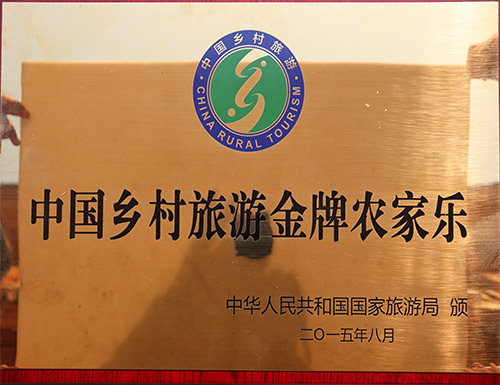 中国乡村旅游
CHINA RURAL TOURISM
中国乡村旅游金牌农家乐
中华人民共和国国家旅游局 颁
二〇一五年八月